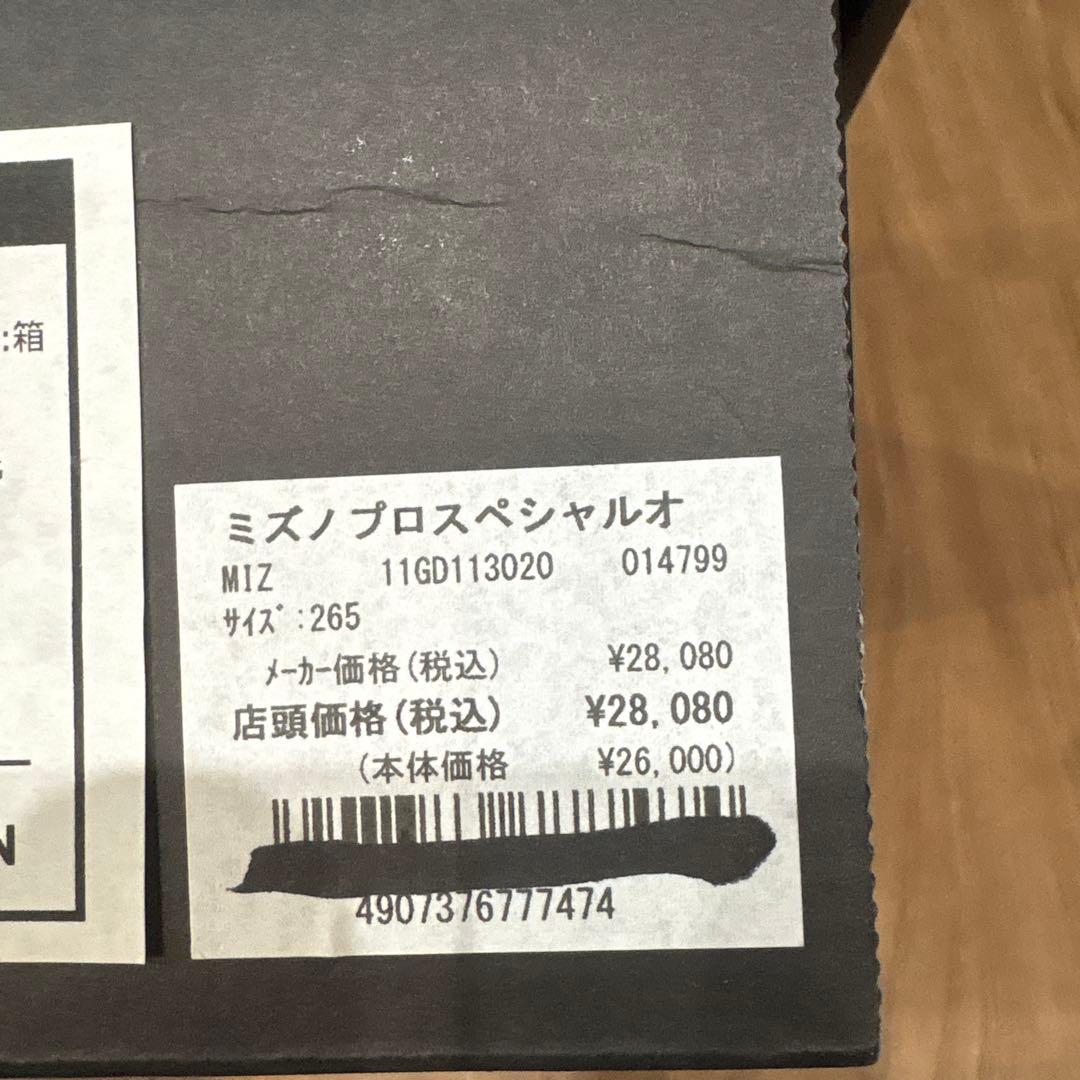 :箱
N
ミズノプロスペシャルオ
MIZ 11GD113020 014799
サイズ:265
メーカー価格(税込) ¥28,080
店頭価格(税込) ¥28,080
(本体価格 ¥26,000)
4907376777474